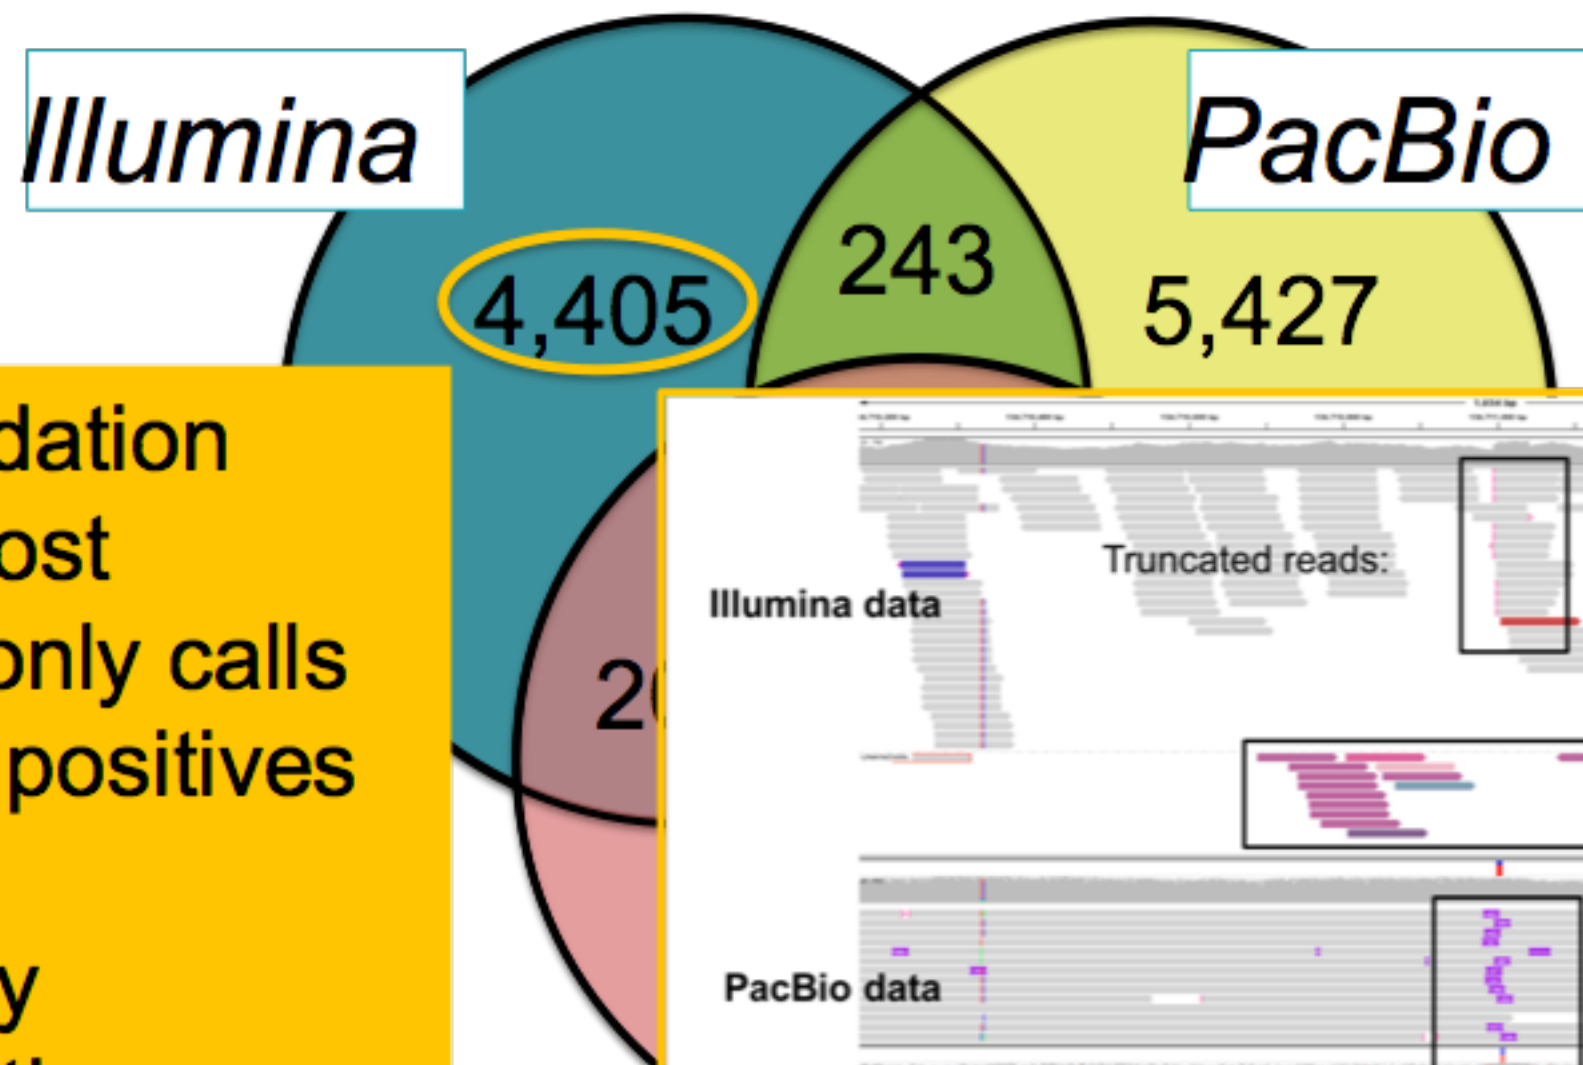 Illumina
PacBio
243
4,405
5,427
dation
ost
only calls
positives
y
Truncated reads:
Illumina data
PacBio data